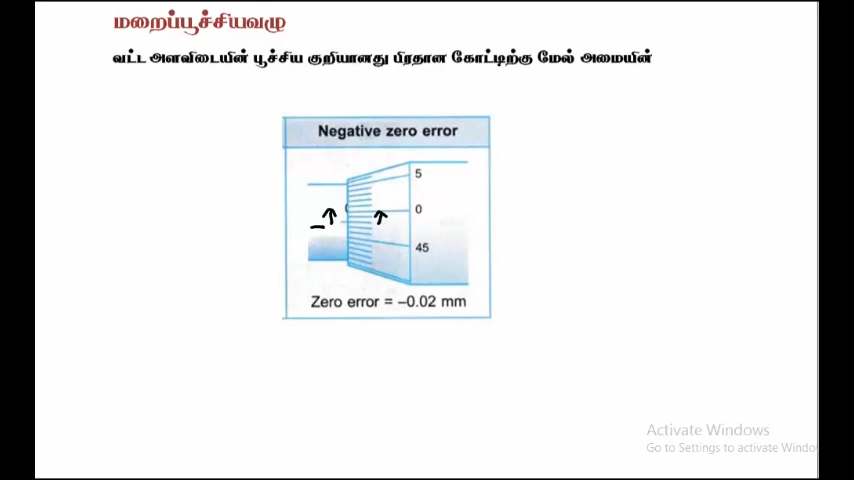 மறைப்பூச்சியவழு
வட்ட அளவிடையின் பூச்சிய குறியானது பிரதான கோட்டிற்கு மேல் அமையின்
Negative zero error
5
0
45
Zero error = –0.02 mm
Activate Windows
Go to Settings to activate Windo